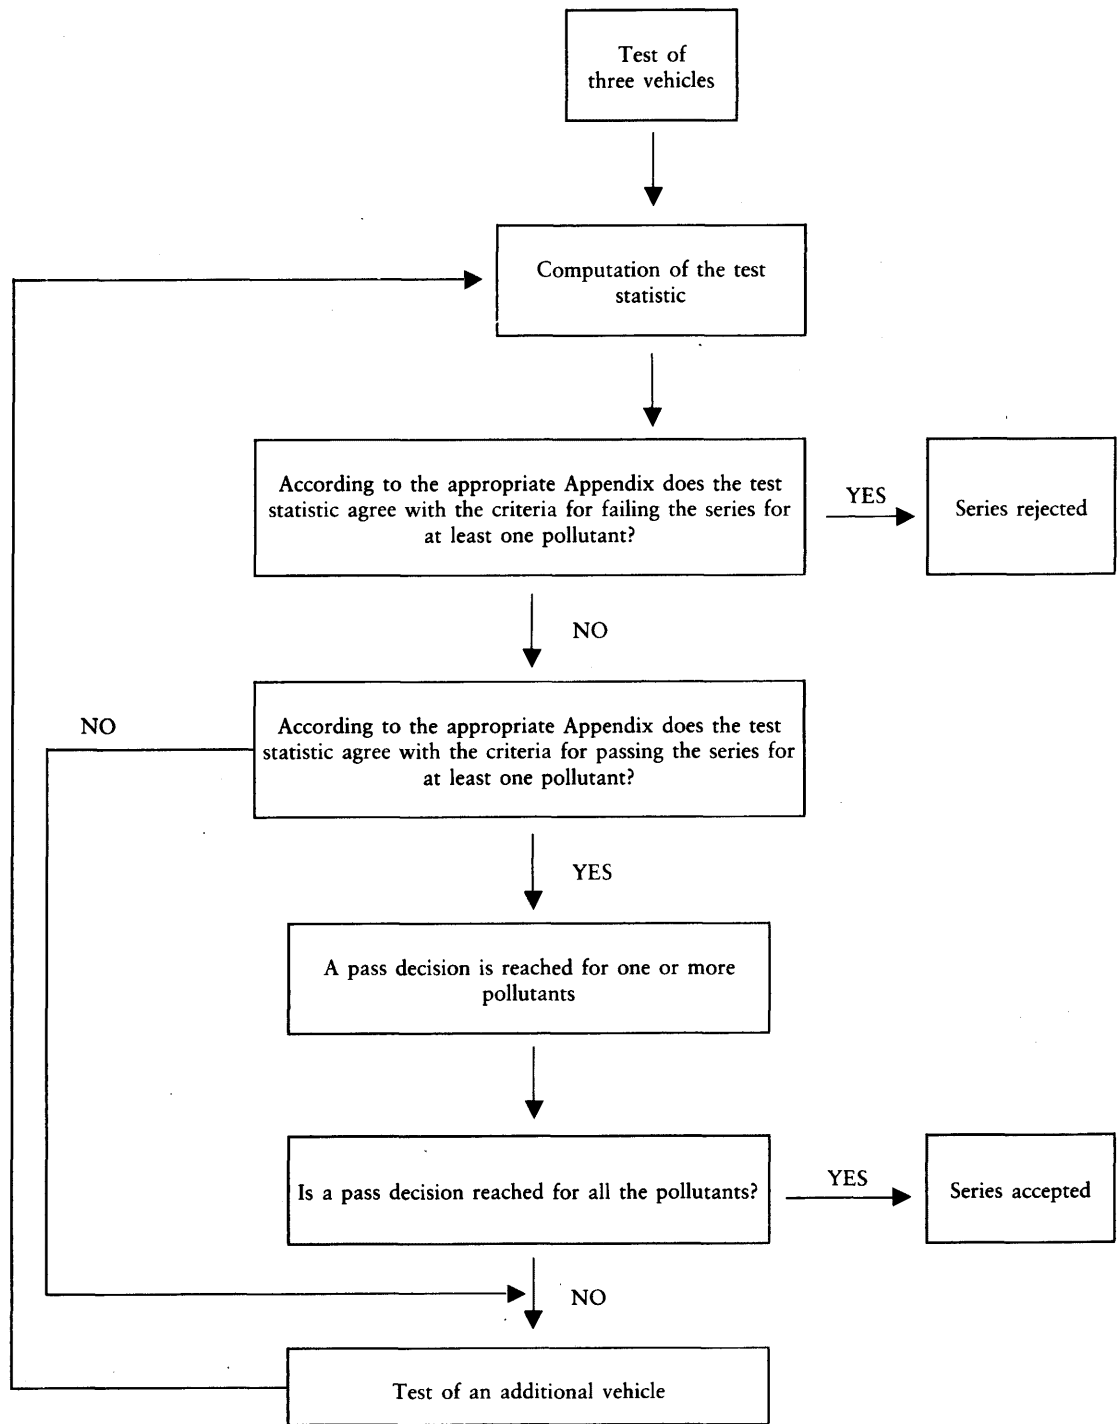 Test of
three vehicles
Computation of the test
statistic
According to the appropriate Appendix does the test
statistic agree with the criteria for failing the series for
at least one pollutant?
YES
Series rejected
NO
NO
According to the appropriate Appendix does the test
statistic agree with the criteria for passing the series for
at least one pollutant?
YES
A pass decision is reached for one or more
pollutants
Is a pass decision reached for all the pollutants?
YES
Series accepted
NO
Test of an additional vehicle